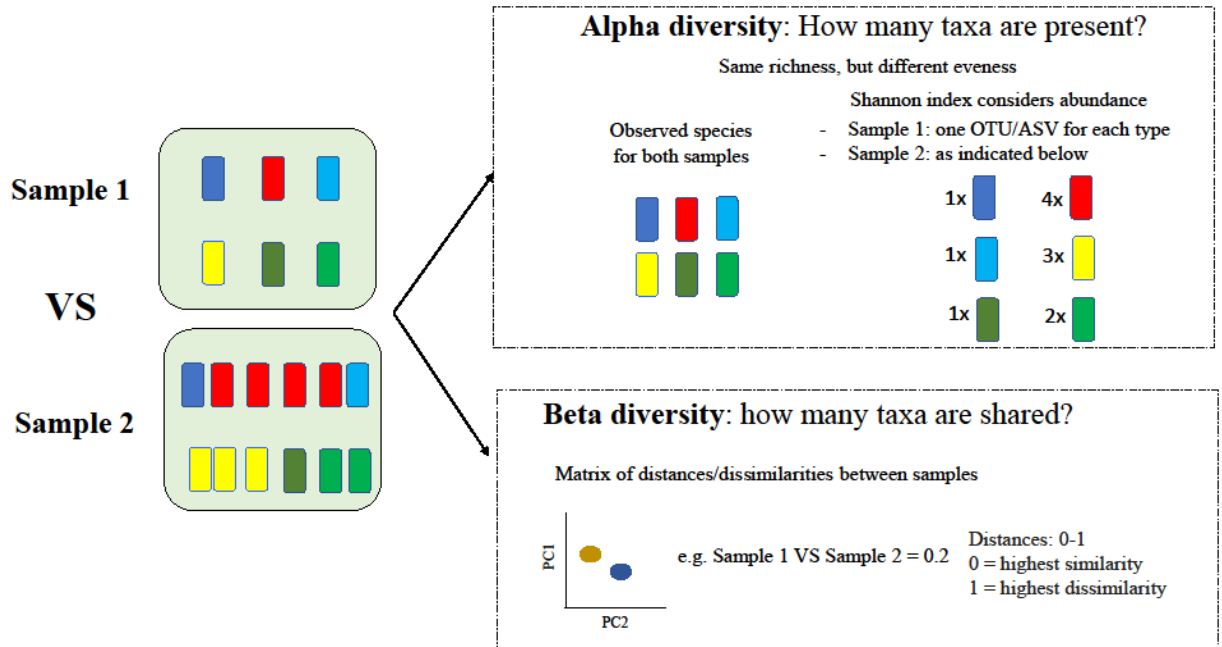 Sample 1
VS
Sample 2
Alpha diversity: How many taxa are present?
Same richness, but different eveness
Observed species
for both samples
Shannon index considers abundance
- Sample 1: one OTU/ASV for each type
- Sample 2: as indicated below
1x
4x
1x
3x
1x
2x
Beta diversity: how many taxa are shared?
Matrix of distances/dissimilarities between samples
PC1
PC2
e.g. Sample 1 VS Sample 2 = 0.2
Distances: 0-1
0 = highest similarity
1 = highest dissimilarity